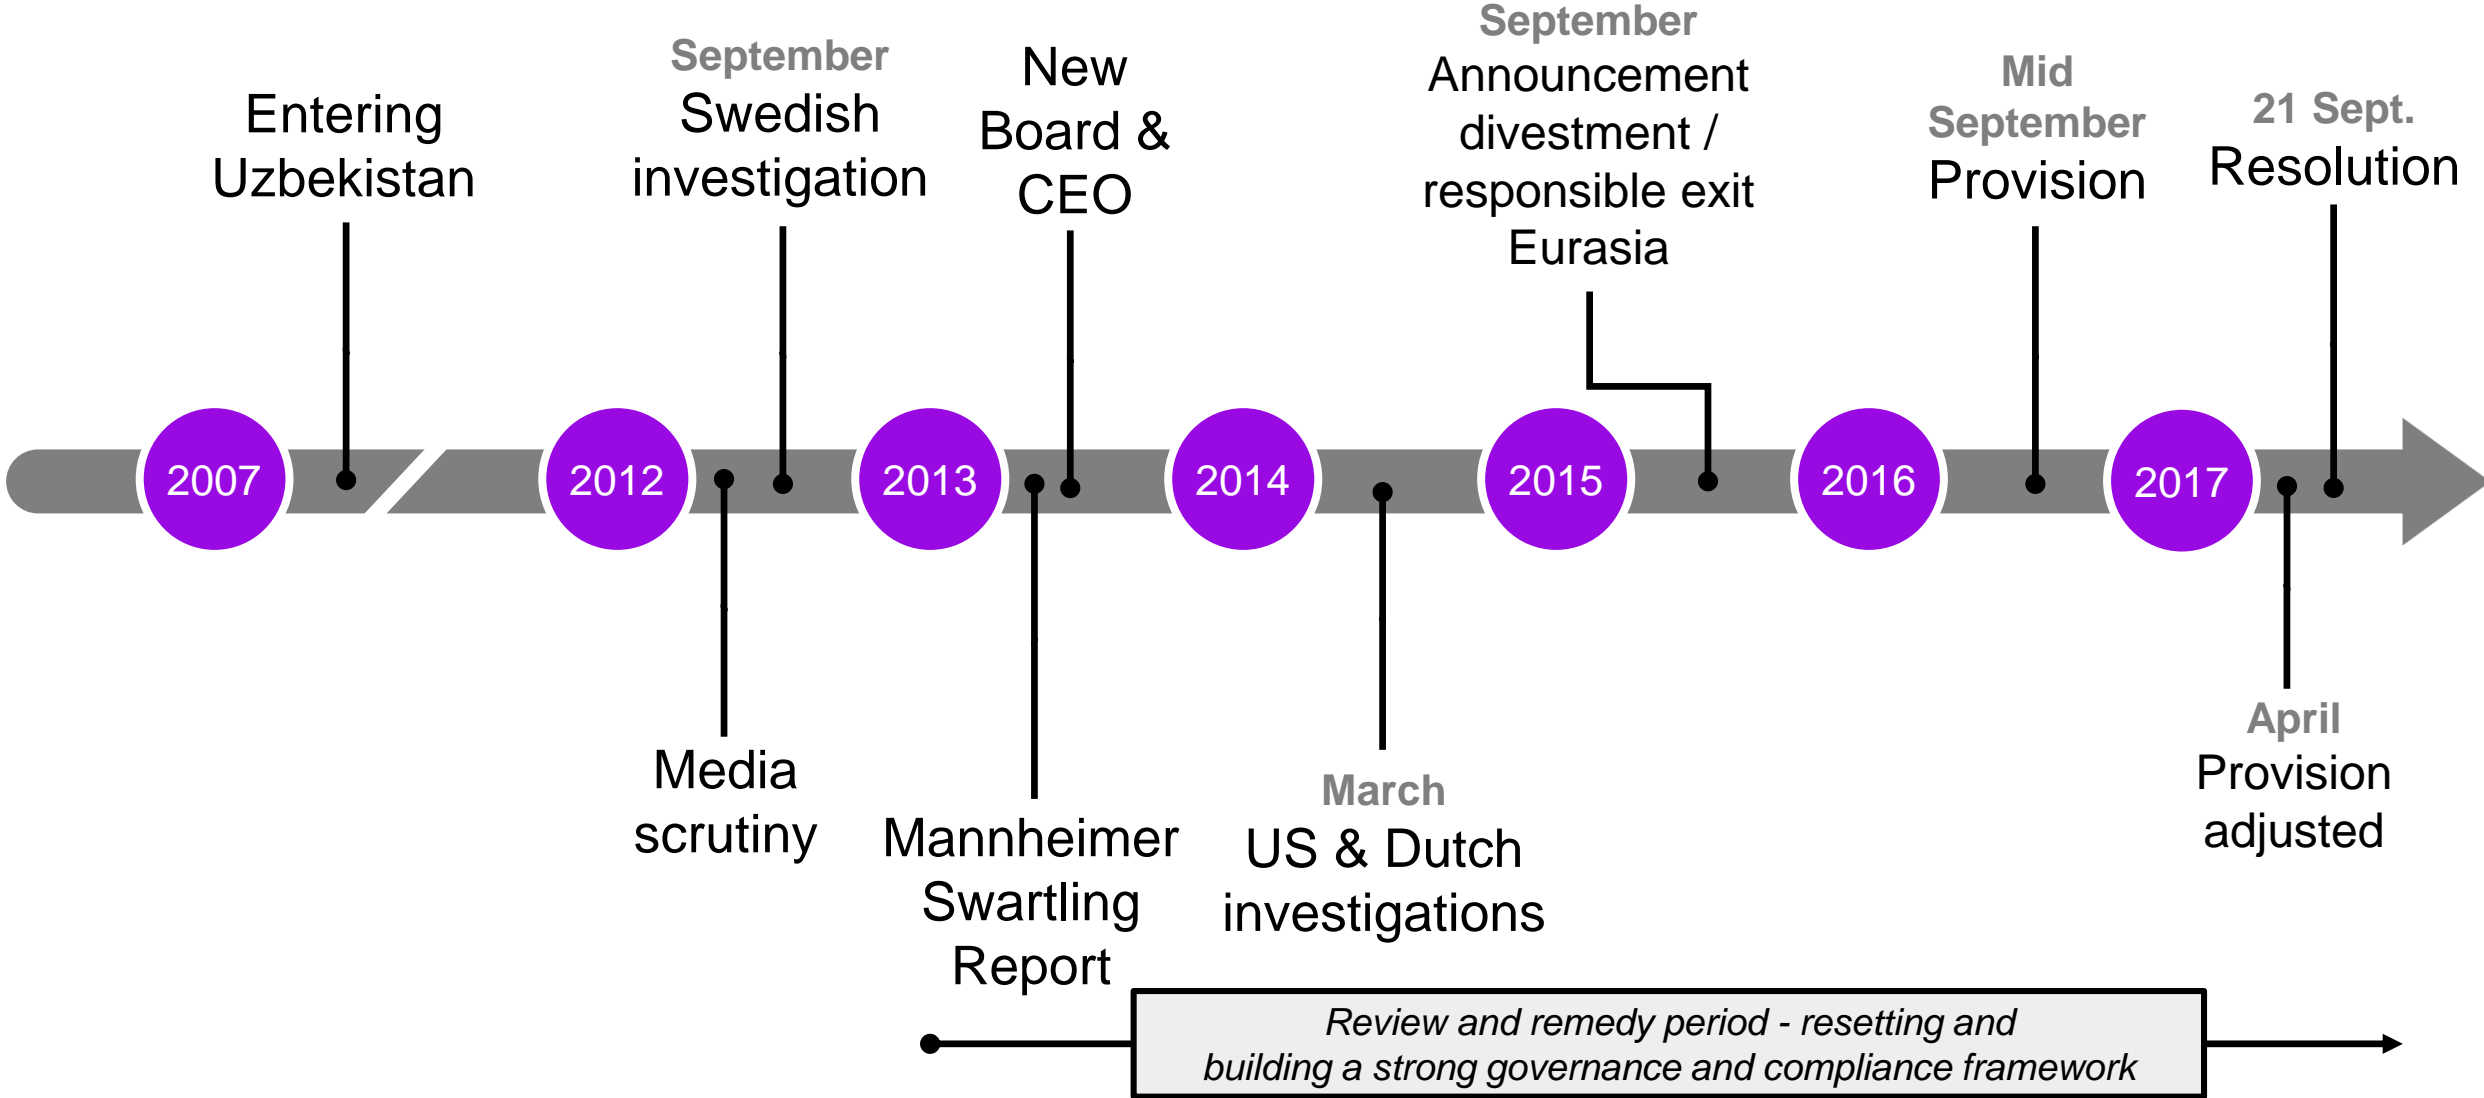 Entering
Uzbekistan
September
Swedish
investigation
New
Board &
CEO
September
Announcement
divestment /
responsible exit
Eurasia
Mid
September
Provision
21 Sept.
Resolution
2007
2012
2013
2014
2015
2016
2017
Media
scrutiny
Mannheimer
Swartling
Report
March
US & Dutch
investigations
April
Provision
adjusted
Review and remedy period - resetting and
building a strong governance and compliance framework